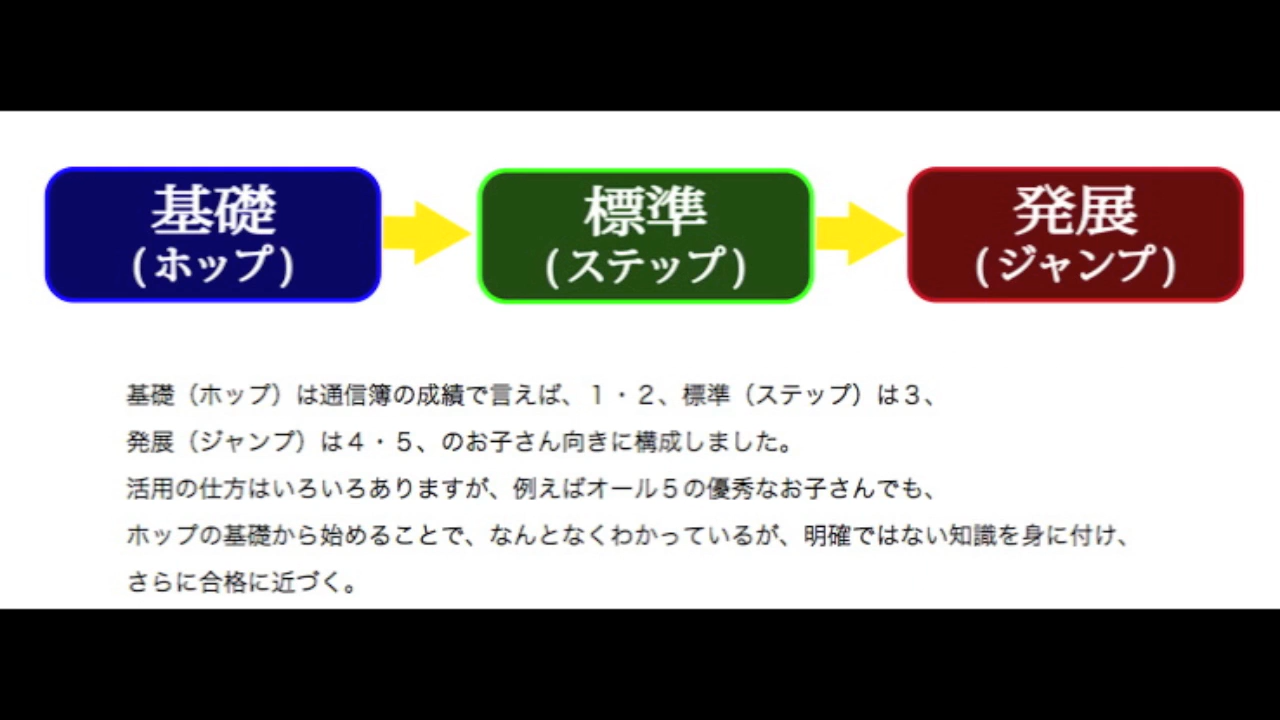 基礎
(ホップ)
標準
(ステップ)
発展
(ジャンプ)
基礎（ホップ）は通信簿の成績で言えば、１・２、標準（ステップ）は３、
発展（ジャンプ）は４・５、のお子さん向きに構成しました。
活用の仕方はいろいろありますが、例えばオール５の優秀なお子さんでも、
ホップの基礎から始めることで、なんとなくわかっているが、明確ではない知識を身に付け、
さらに合格に近づく。